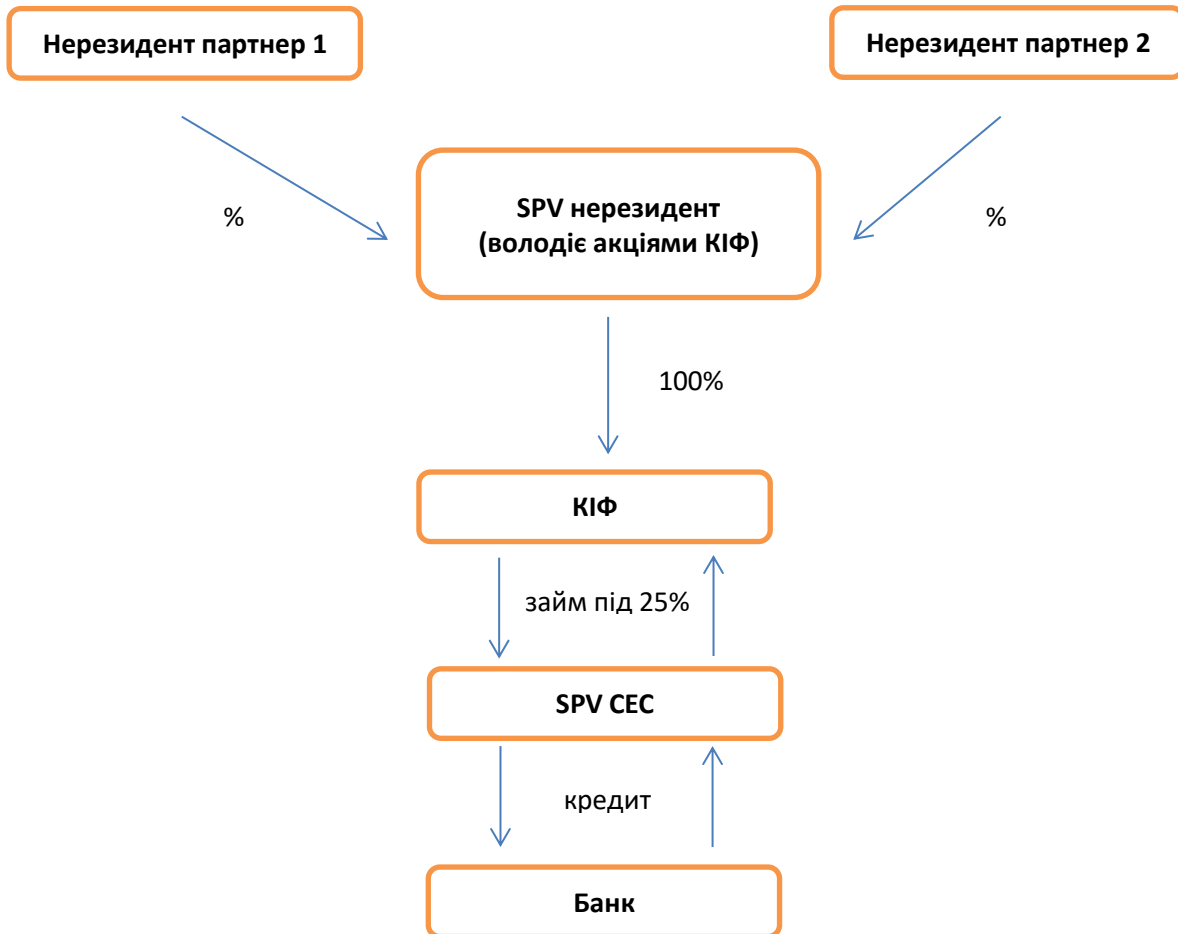 Нерезидент партнер 1
Нерезидент партнер 2
%
%
SPV нерезидент
(володіє акціями КІФ)
100%
КІФ
займ під 25%
SPV СЕС
кредит
Банк